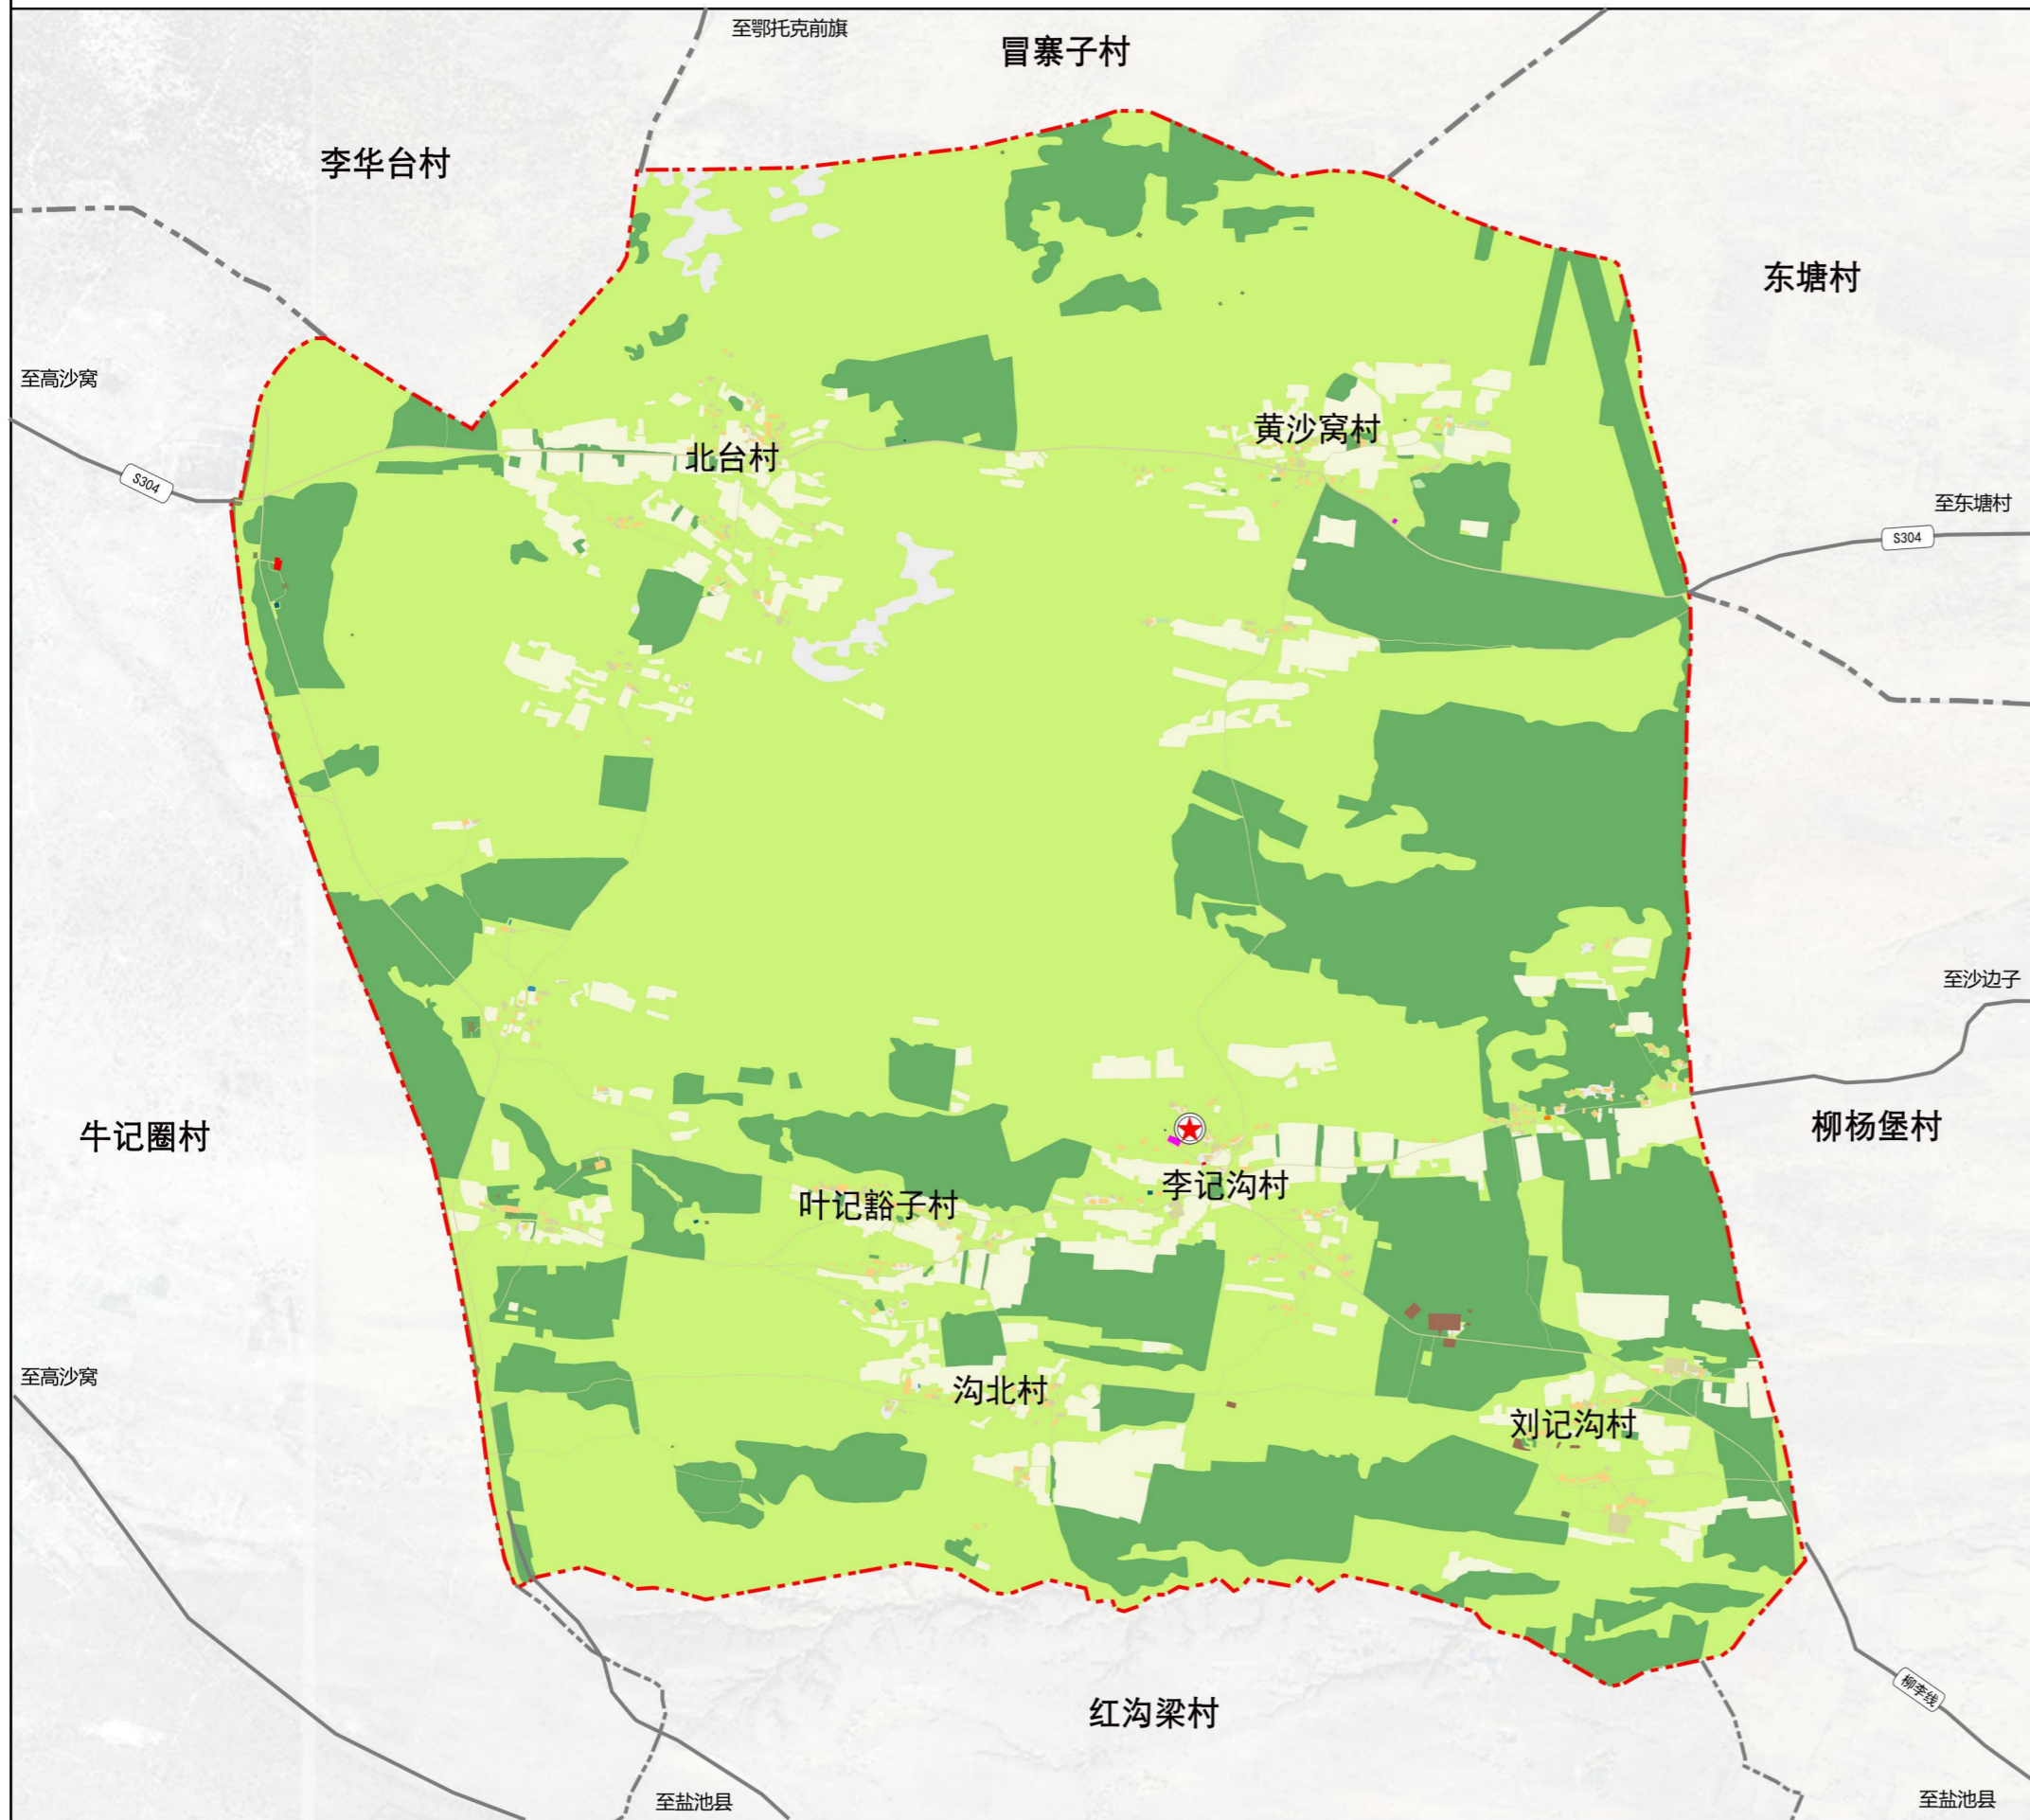 至鄂托克前旗
冒寨子村
李华台村
东塘村
至高沙窝
S304
北台村
黄沙窝村
至东塘村
S304
至沙边子
牛记圈村
柳杨堡村
李记沟村
叶记豁子村
至高沙窝
沟北村
刘记沟村
红沟梁村
柳李线
至盐池县
至盐池县